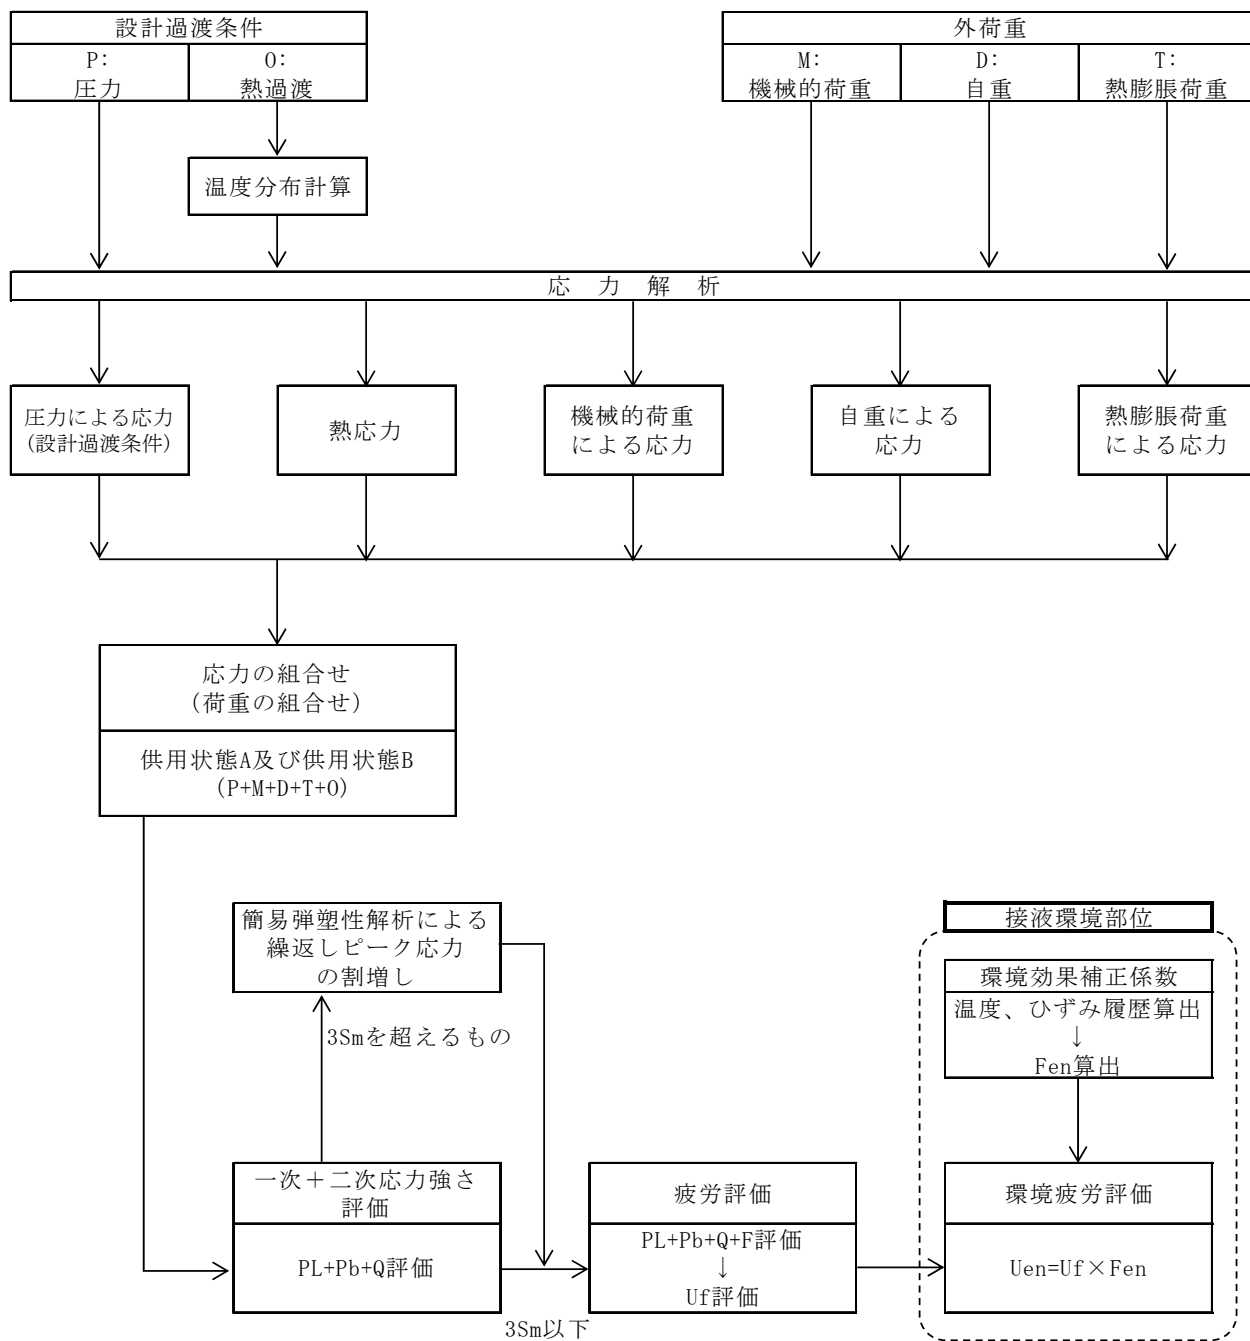 設計過渡条件
P:
圧力
O:
熱過渡
外荷重
M:
機械的荷重
D:
自重
T:
熱膨脹荷重
温度分布計算
応力解析
圧力による応力
(設計過渡条件)
熱応力
機械的荷重
による応力
自重による
応力
熱膨脹荷重
による応力
応力の組合せ
(荷重の組合せ)
供用状態A及び供用状態B
(P+M+D+T+O)
簡易弾塑性解析による
繰返しピーク応力
の割増し
3Smを超えるもの
接液環境部位
環境効果補正係数
温度、ひずみ履歴算出
↓
Fen算出
一次＋二次応力強さ
評価
PL+Pb+Q評価
3Sm以下
疲労評価
PL+Pb+Q+F評価
↓
Uf評価
環境疲労評価
Uen=Uf×Fen